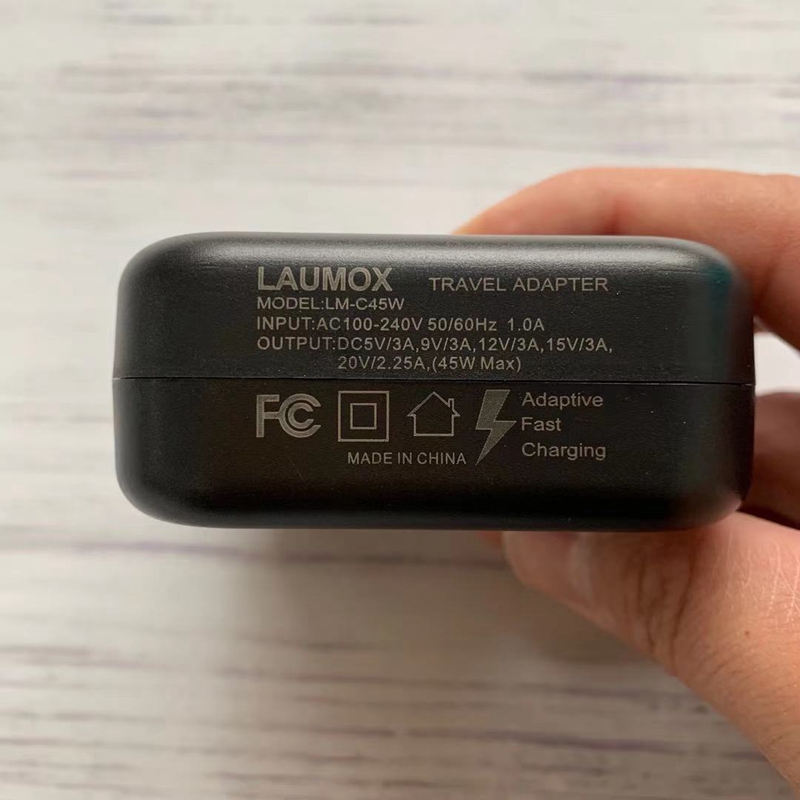 LAUMOX TRAVEL ADAPTER
MODEL:LM-C45W
INPUT:AC100-240V 50/60Hz 1.0A
OUTPUT:DC5V/3A,9V/3A,12V/3A,15V/3A,
20V/2.25A,(45W Max)
FC
Adaptive
Fast
Charging
MADE IN CHINA